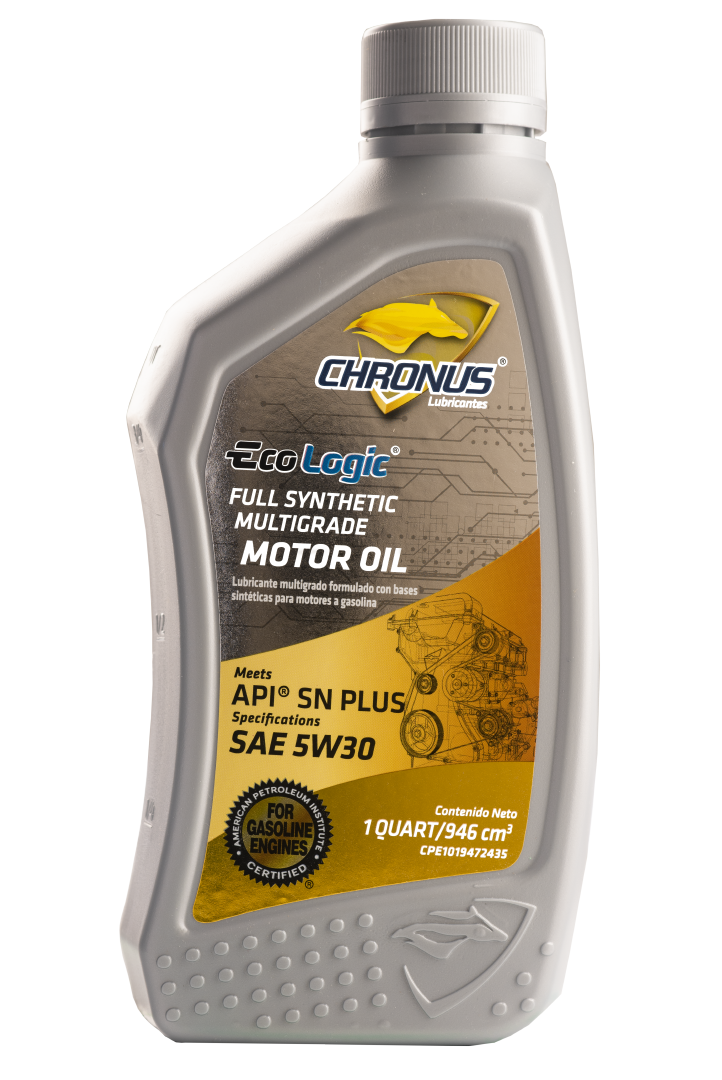 CHRONUS®
Lubricantes
EcoLogic®
FULL SYNTHETIC
MULTIGRADE
MOTOR OIL
Lubricante multigrado formulado con bases
sintéticas para motores a gasolina
Meets
API® SN PLUS
Specifications
SAE 5W30
AMERICAN PETROLEUM INSTITUTE
FOR
GASOLINE
ENGINES
CERTIFIED
®
Contenido Neto
1 QUART/946 cm³
CPE1019472435